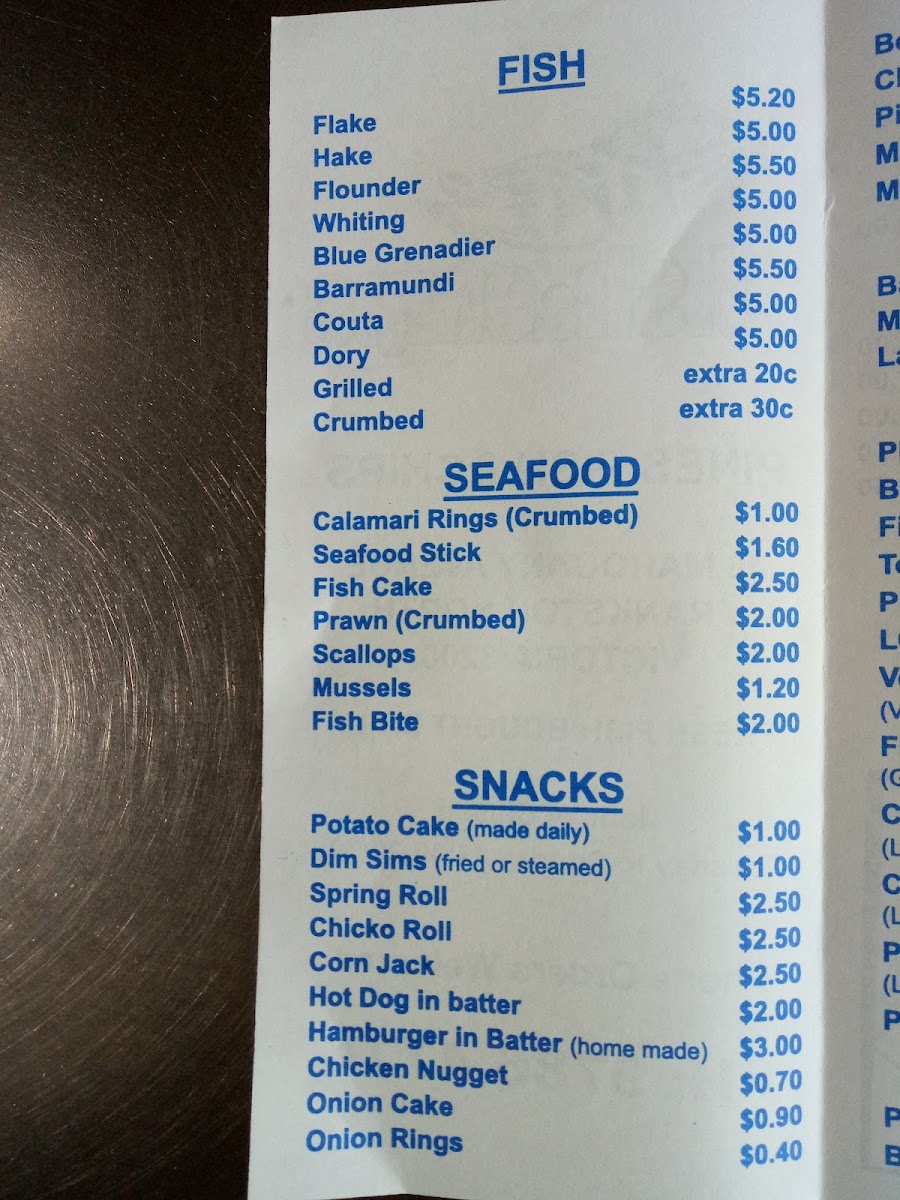 FISH
Flake $5.20
Hake $5.00
Flounder $5.50
Whiting $5.00
Blue Grenadier $5.00
Barramundi $5.50
Couta $5.00
Dory $5.00
Grilled extra 20c
Crumbed extra 30c
SEAFOOD
Calamari Rings (Crumbed) $1.00
Seafood Stick $1.60
Fish Cake $2.50
Prawn (Crumbed) $2.00
Scallops $2.00
Mussels $1.20
Fish Bite $2.00
SNACKS
Potato Cake (made daily) $1.00
Dim Sims (fried or steamed) $1.00
Spring Roll $2.50
Chicko Roll $2.50
Corn Jack $2.50
Hot Dog in batter $2.00
Hamburger in Batter (home made) $3.00
Chicken Nugget $0.70
Onion Cake $0.90
Onion Rings $0.40